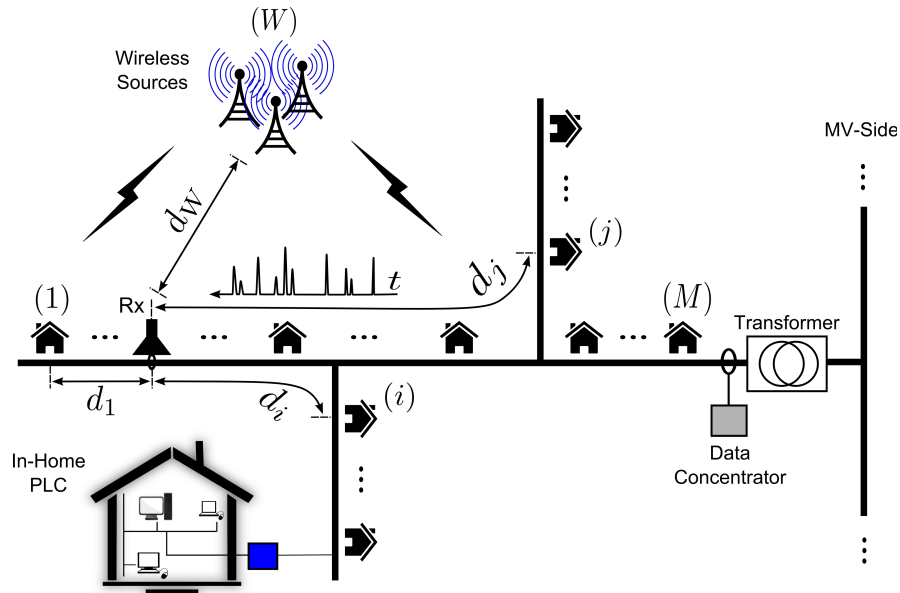 (W)
Wireless
Sources
MV-Side
d_W
(j)
d_j
t
(1)
Rx
(M)
Transformer
d_1
d_i
(i)
In-Home
PLC
Data
Concentrator